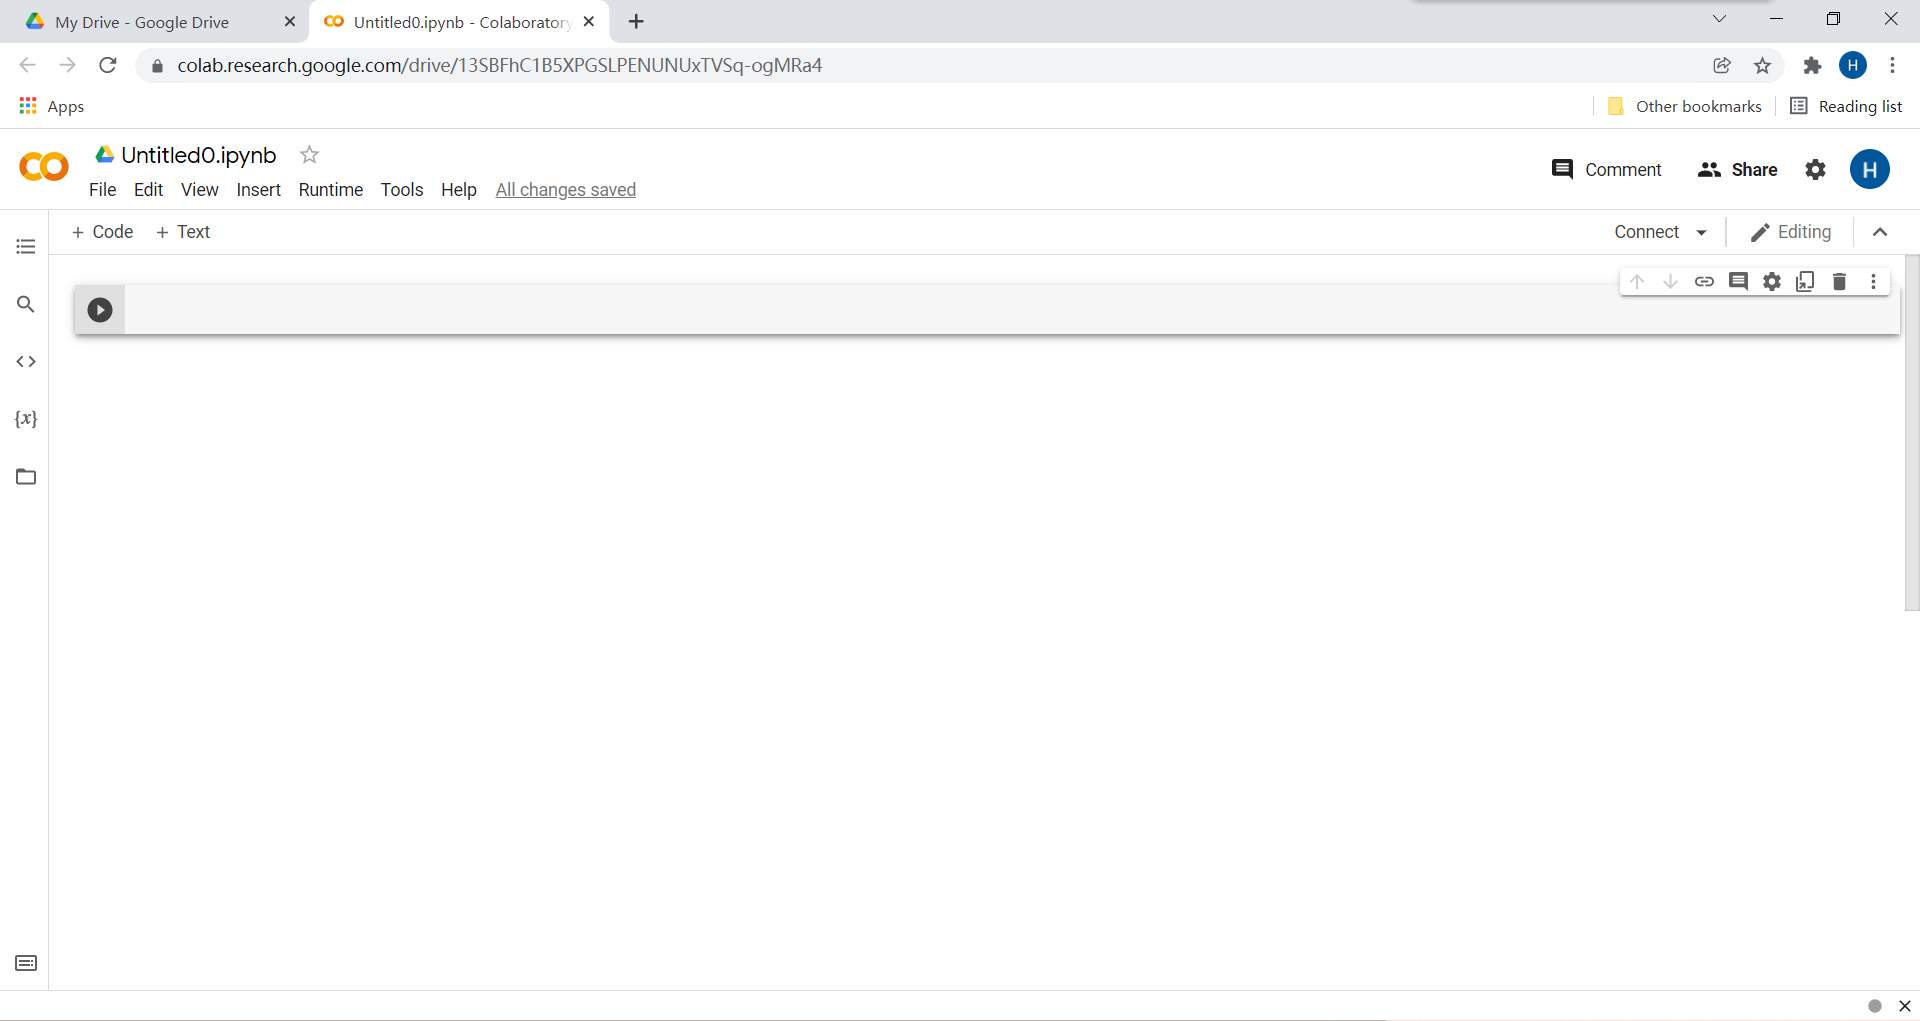 My Drive - Google Drive
Untitled0.ipynb - Colaboratory
colab.research.google.com/drive/13SBFhC1B5XPGSLPENUNUxTVSq-ogMRa4
H
Apps
Other bookmarks
Reading list
Untitled0.ipynb
Comment
Share
H
File Edit View Insert Runtime Tools Help All changes saved
+ Code + Text
Connect
Editing
{x}